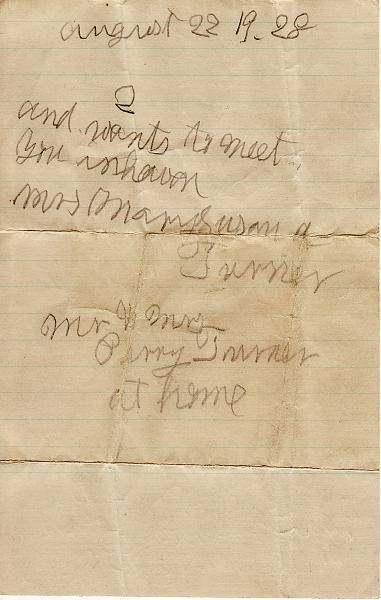 august 22 19.28
I
and wants to meet
you in heaven
Mrs Mary Susan a
Turner
Mr & Mrs
Perry Turner
at home